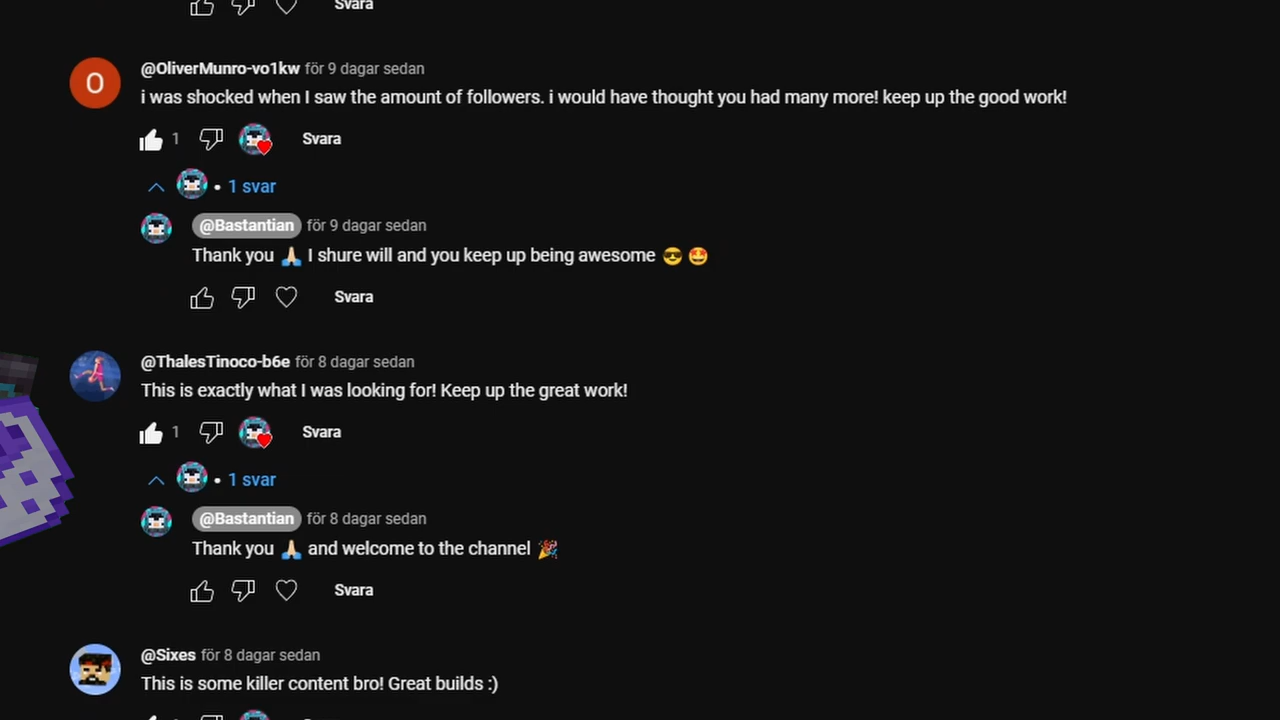 Svara
O
@OliverMunro-vo1kw för 9 dagar sedan
i was shocked when I saw the amount of followers. i would have thought you had many more! keep up the good work!
1 Svara
• 1 svar
@Bastantian för 9 dagar sedan
Thank you 🙏🏻 I shure will and you keep up being awesome 😎 🤩
Svara
@ThalesTinoco-b6e för 8 dagar sedan
This is exactly what I was looking for! Keep up the great work!
1 Svara
• 1 svar
@Bastantian för 8 dagar sedan
Thank you 🙏🏻 and welcome to the channel 🎉
Svara
@Sixes för 8 dagar sedan
This is some killer content bro! Great builds :)